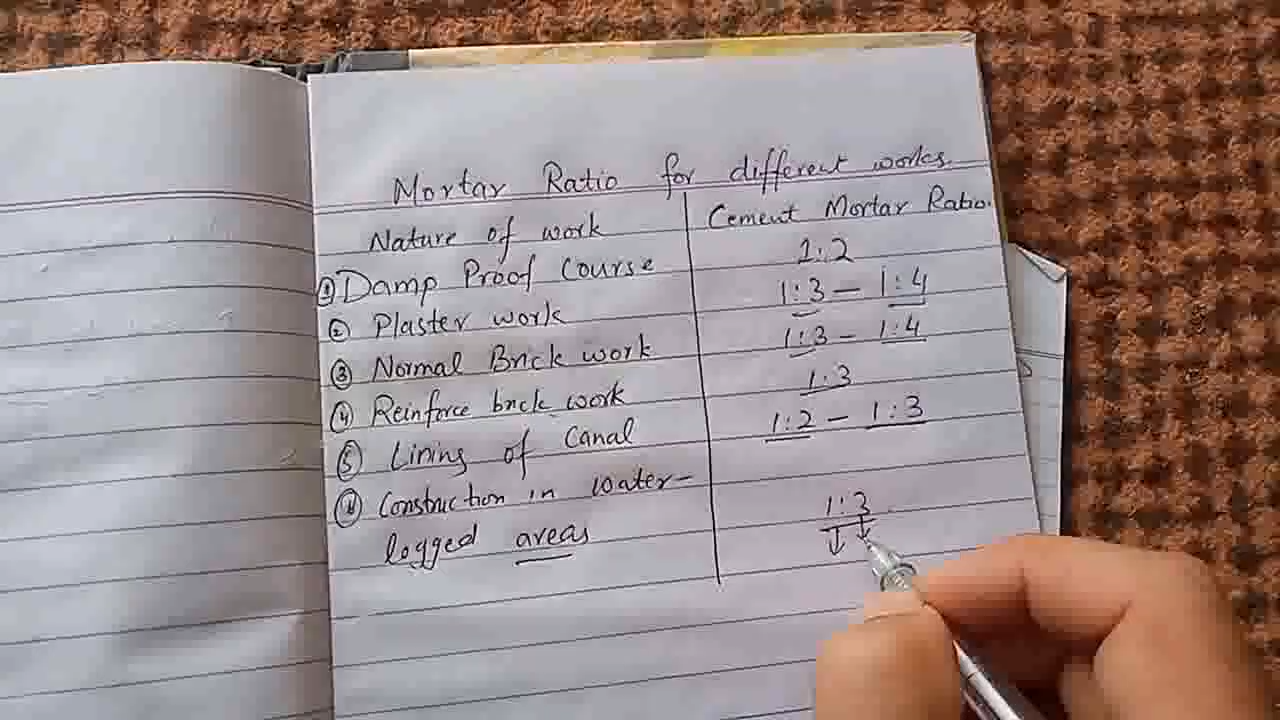 Mortar Ratio for different works.
Nature of work Cement Mortar Ratio.
① Damp Proof Course 1:2
② Plaster work 1:3 — 1:4
③ Normal Brick work 1:3 - 1:4
④ Reinforce brick work 1:3
⑤ Lining of Canal 1:2 - 1:3
⑥ Construction in water-
logged areas 1:3